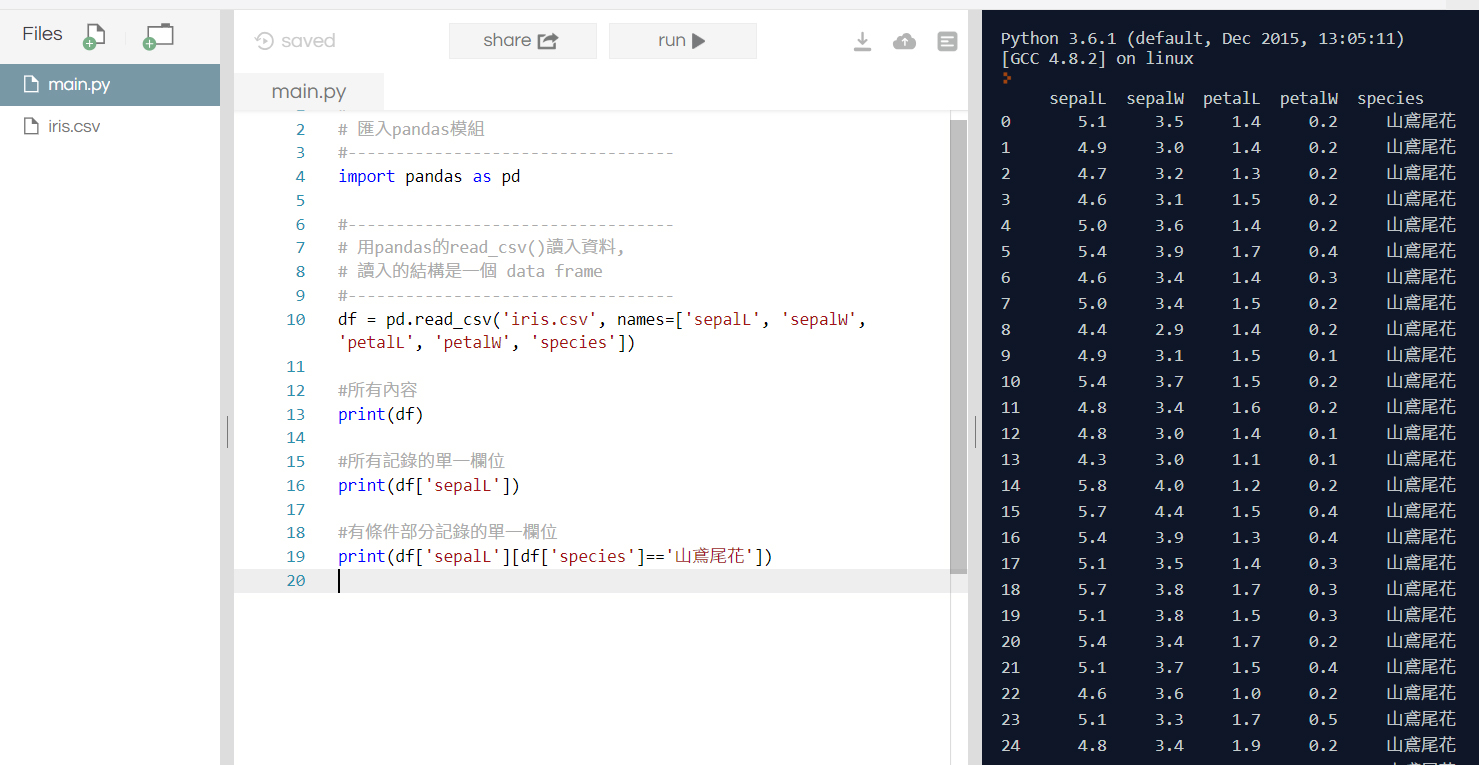 Files
main.py
iris.csv
saved
share
run
main.py
2 # 匯入pandas模組
3 #----------------------------------
4 import pandas as pd
5
6 #----------------------------------
7 # 用pandas的read_csv()讀入資料,
8 # 讀入的結構是一個 data frame
9 #----------------------------------
10 df = pd.read_csv('iris.csv', names=['sepalL', 'sepalW',
'petalL', 'petalW', 'species'])
11
12 #所有內容
13 print(df)
14
15 #所有記錄的單一欄位
16 print(df['sepalL'])
17
18 #有條件部分記錄的單一欄位
19 print(df['sepalL'][df['species']=='山鳶尾花'])
20
Python 3.6.1 (default, Dec 2015, 13:05:11)
[GCC 4.8.2] on linux
sepalL sepalW petalL petalW species
0 5.1 3.5 1.4 0.2 山鳶尾花
1 4.9 3.0 1.4 0.2 山鳶尾花
2 4.7 3.2 1.3 0.2 山鳶尾花
3 4.6 3.1 1.5 0.2 山鳶尾花
4 5.0 3.6 1.4 0.2 山鳶尾花
5 5.4 3.9 1.7 0.4 山鳶尾花
6 4.6 3.4 1.4 0.3 山鳶尾花
7 5.0 3.4 1.5 0.2 山鳶尾花
8 4.4 2.9 1.4 0.2 山鳶尾花
9 4.9 3.1 1.5 0.1 山鳶尾花
10 5.4 3.7 1.5 0.2 山鳶尾花
11 4.8 3.4 1.6 0.2 山鳶尾花
12 4.8 3.0 1.4 0.1 山鳶尾花
13 4.3 3.0 1.1 0.1 山鳶尾花
14 5.8 4.0 1.2 0.2 山鳶尾花
15 5.7 4.4 1.5 0.4 山鳶尾花
16 5.4 3.9 1.3 0.4 山鳶尾花
17 5.1 3.5 1.4 0.3 山鳶尾花
18 5.7 3.8 1.7 0.3 山鳶尾花
19 5.1 3.8 1.5 0.3 山鳶尾花
20 5.4 3.4 1.7 0.2 山鳶尾花
21 5.1 3.7 1.5 0.4 山鳶尾花
22 4.6 3.6 1.0 0.2 山鳶尾花
23 5.1 3.3 1.7 0.5 山鳶尾花
24 4.8 3.4 1.9 0.2 山鳶尾花